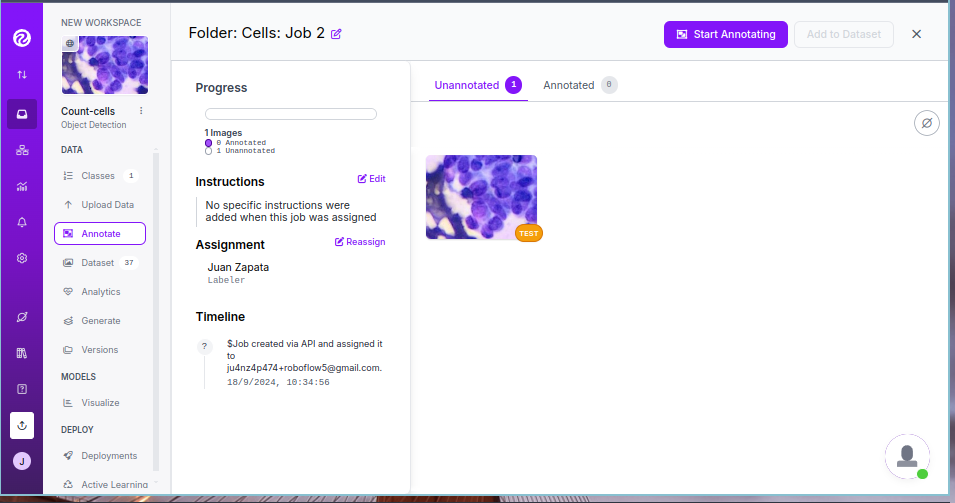 NEW WORKSPACE
Count-cells
Object Detection
DATA
Classes 1
Upload Data
Annotate
Dataset 37
Analytics
Generate
Versions
MODELS
Visualize
DEPLOY
Deployments
Active Learning
J
Folder: Cells: Job 2
Start Annotating
Add to Dataset
Progress
1 Images
0 Annotated
1 Unannotated
Instructions
Edit
No specific instructions were
added when this job was assigned
Assignment
Reassign
Juan Zapata
Labeler
Timeline
?
$Job created via API and assigned it
to
ju4nz4p474+roboflow5@gmail.com.
18/9/2024, 10:34:56
Unannotated 1
Annotated 0
TEST